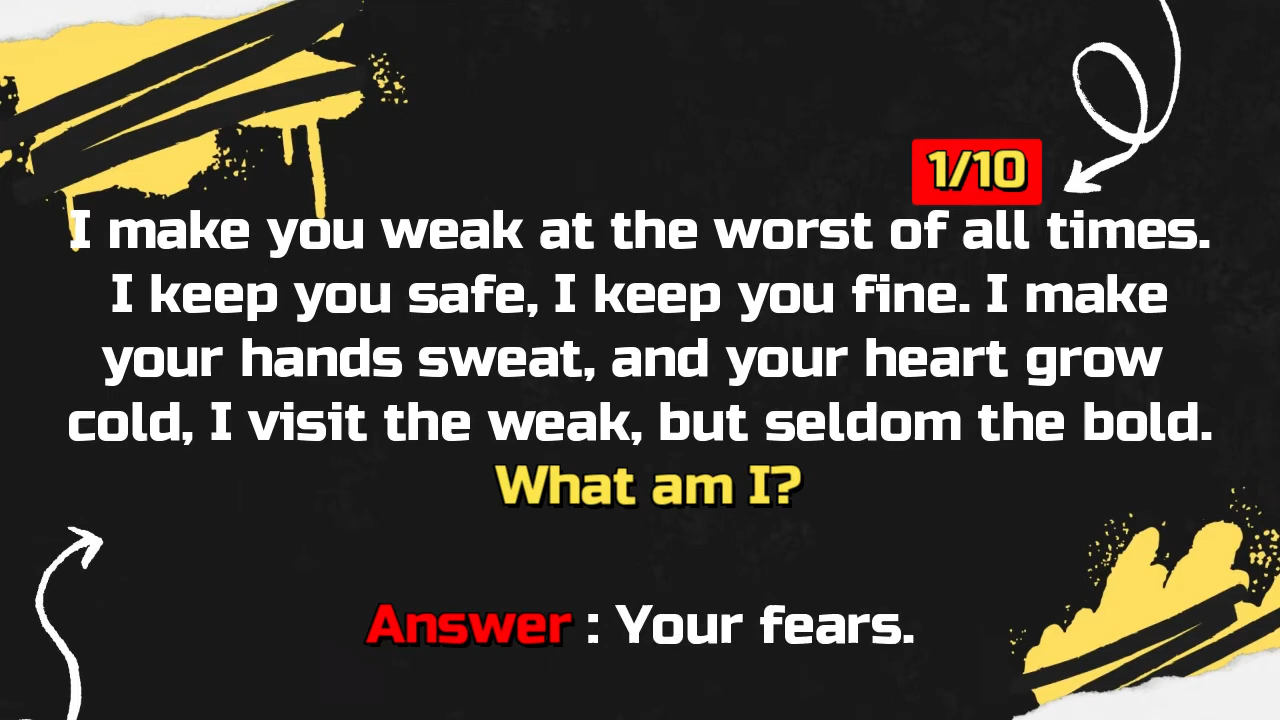 1/10
I make you weak at the worst of all times.
I keep you safe, I keep you fine. I make
your hands sweat, and your heart grow
cold, I visit the weak, but seldom the bold.
What am I?
Answer : Your fears.